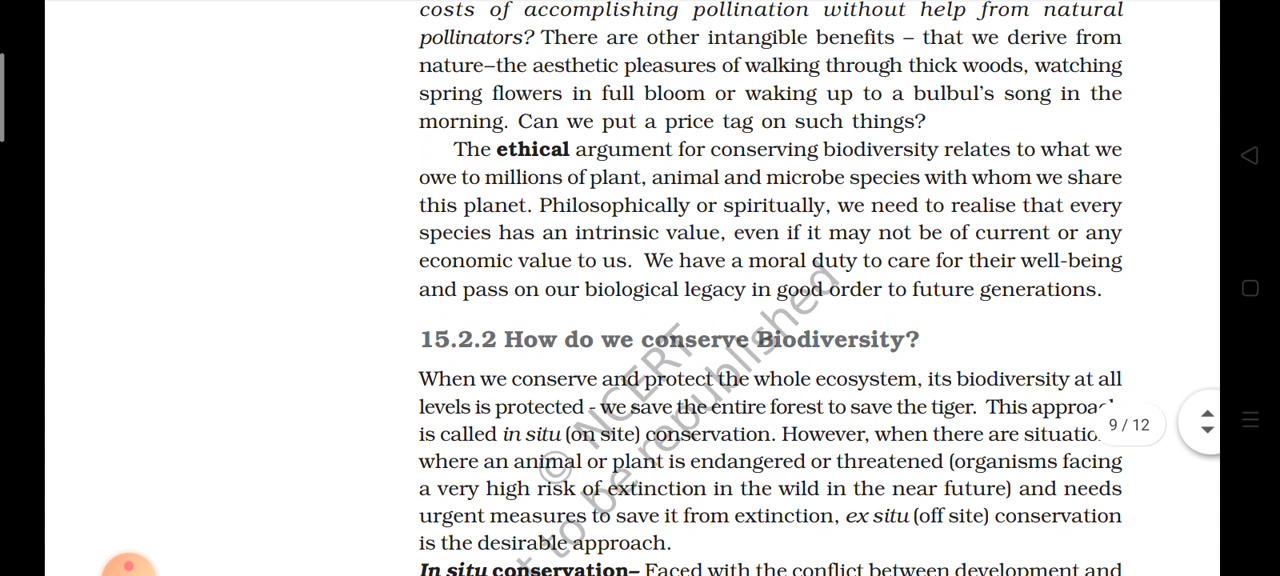 costs of accomplishing pollination without help from natural
pollinators? There are other intangible benefits – that we derive from
nature–the aesthetic pleasures of walking through thick woods, watching
spring flowers in full bloom or waking up to a bulbul's song in the
morning. Can we put a price tag on such things?
The ethical argument for conserving biodiversity relates to what we
owe to millions of plant, animal and microbe species with whom we share
this planet. Philosophically or spiritually, we need to realise that every
species has an intrinsic value, even if it may not be of current or any
economic value to us. We have a moral duty to care for their well-being
and pass on our biological legacy in good order to future generations.
15.2.2 How do we conserve Biodiversity?
When we conserve and protect the whole ecosystem, its biodiversity at all
levels is protected - we save the entire forest to save the tiger. This
is called in situ (on site) conservation. However, when there are
where an animal or plant is endangered or threatened (organisms facing
a very high risk of extinction in the wild in the near future) and needs
urgent measures to save it from extinction, ex situ (off site) conservation
is the desirable approach.
In situ conservation– Faced with the conflict between development and
9 / 12
© NCERT
to be republished